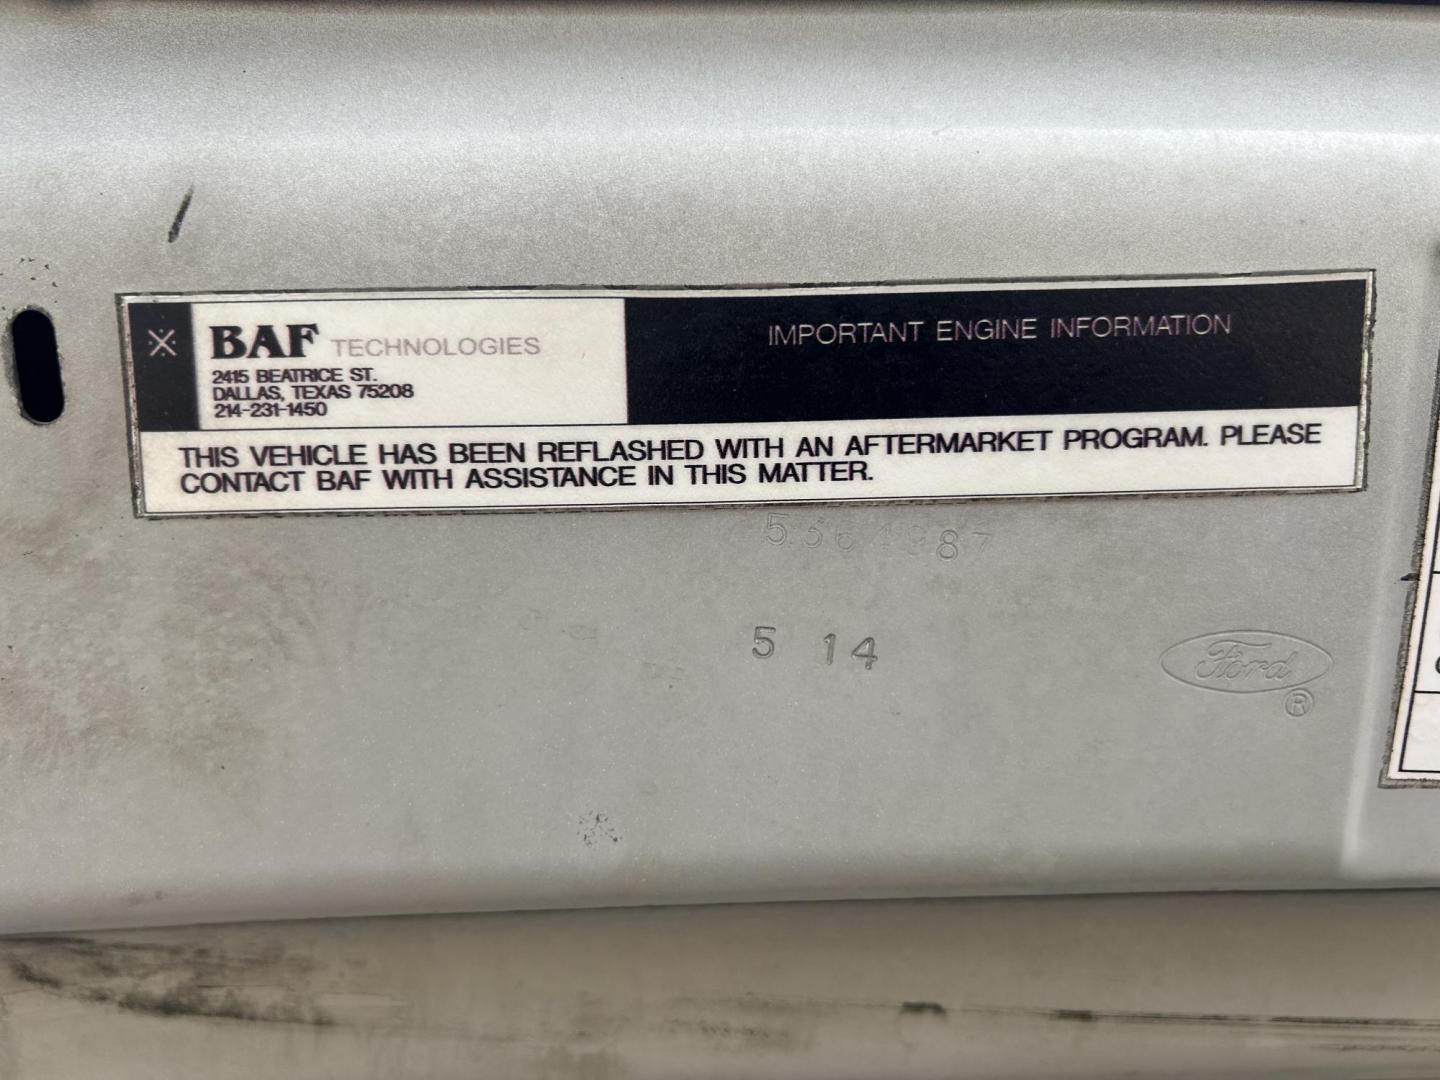 BAF TECHNOLOGIES
2415 BEATRICE ST.
DALLAS, TEXAS 75208
214-231-1450
IMPORTANT ENGINE INFORMATION
THIS VEHICLE HAS BEEN REFLASHED WITH AN AFTERMARKET PROGRAM. PLEASE
CONTACT BAF WITH ASSISTANCE IN THIS MATTER.
5 14
Ford
®